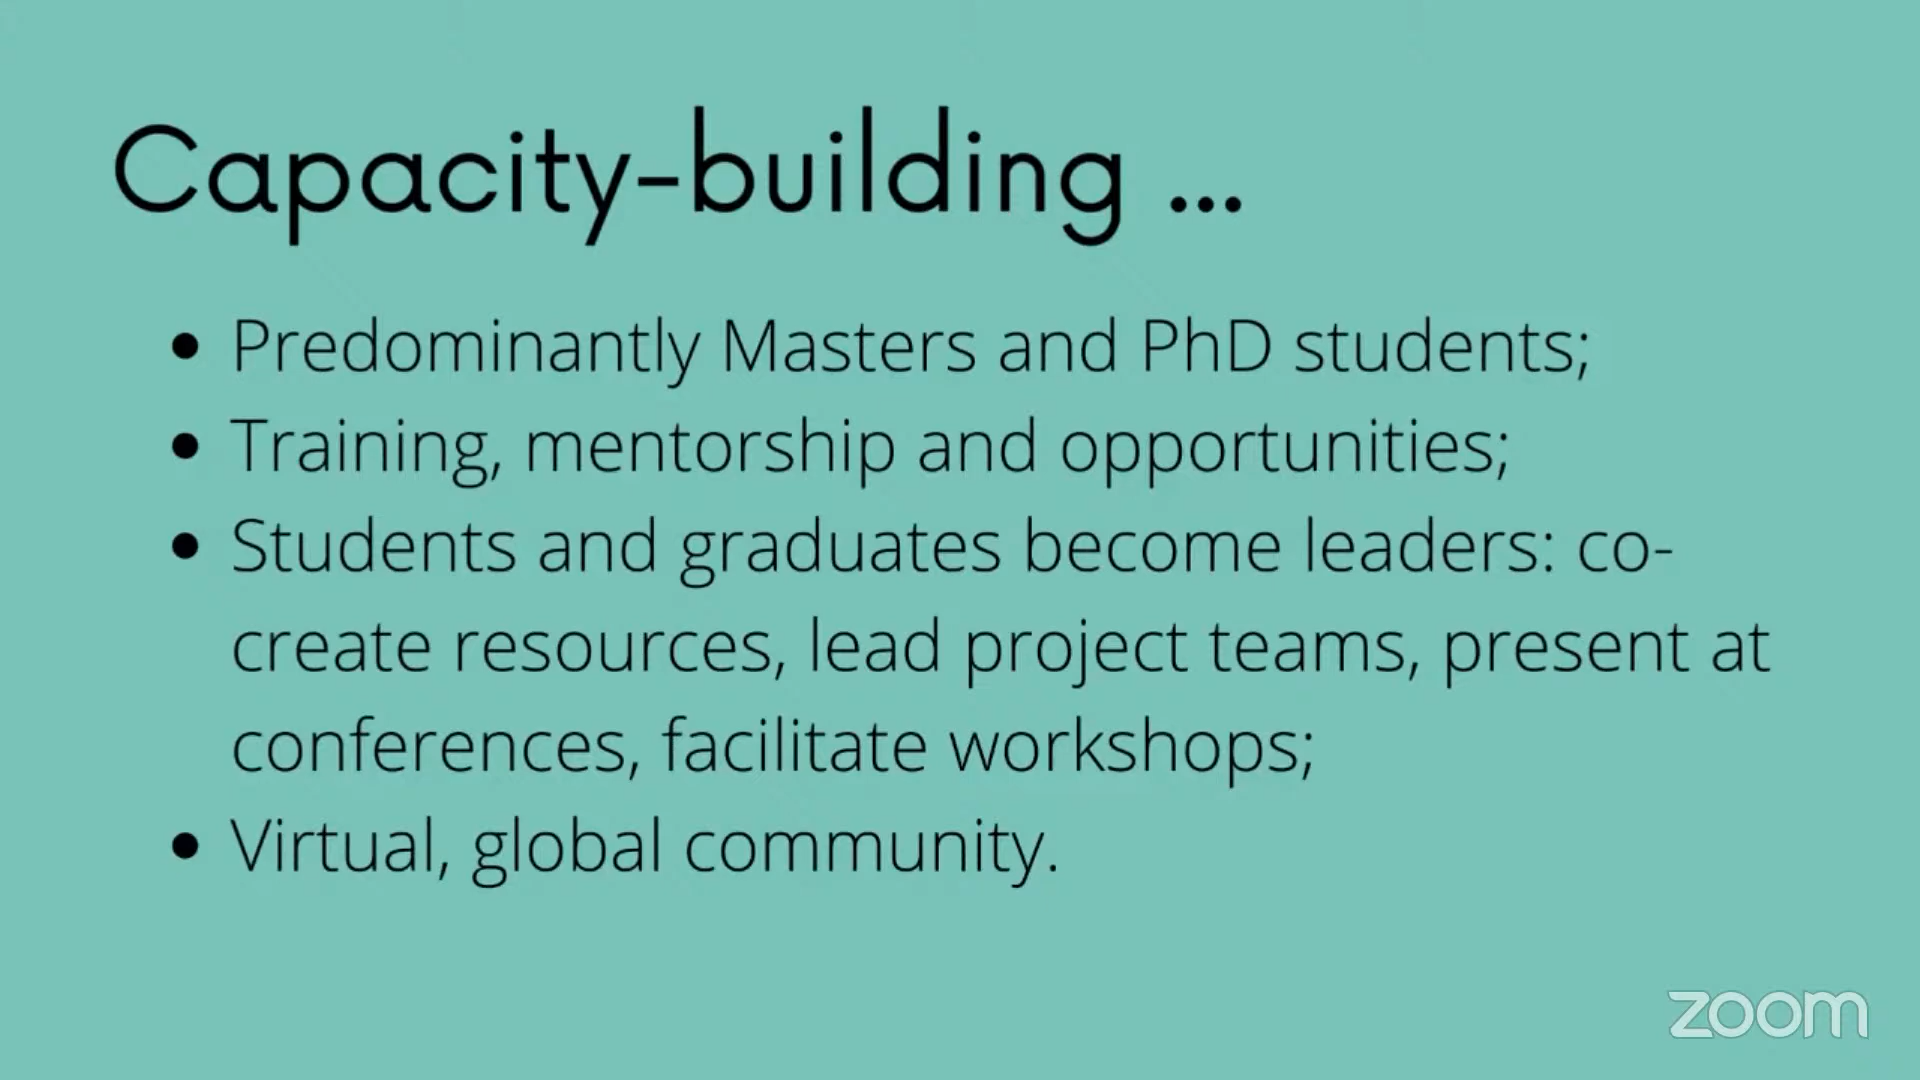 Capacity-building ...
• Predominantly Masters and PhD students;
• Training, mentorship and opportunities;
• Students and graduates become leaders: co-
create resources, lead project teams, present at
conferences, facilitate workshops;
• Virtual, global community.
zoom